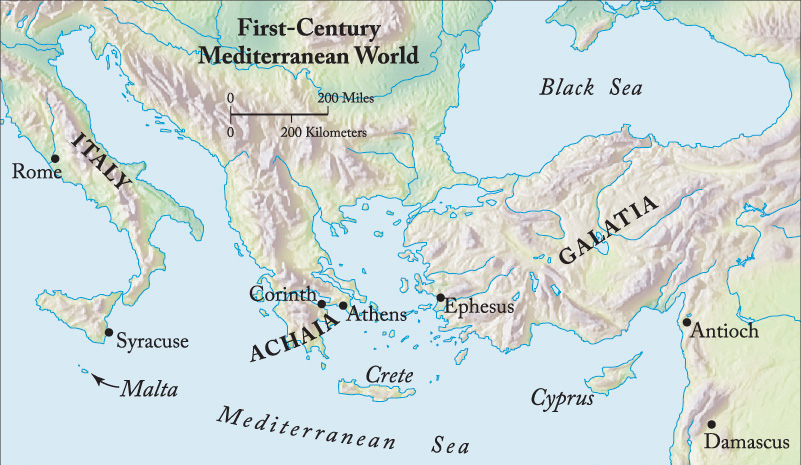 First-Century
Mediterranean World
0 200 Miles
0 200 Kilometers
Black Sea
ITALY
Rome
GALATIA
Corinth
Athens
Ephesus
ACHAIA
Syracuse
Antioch
Malta
Crete
Cyprus
Mediterranean Sea
Damascus